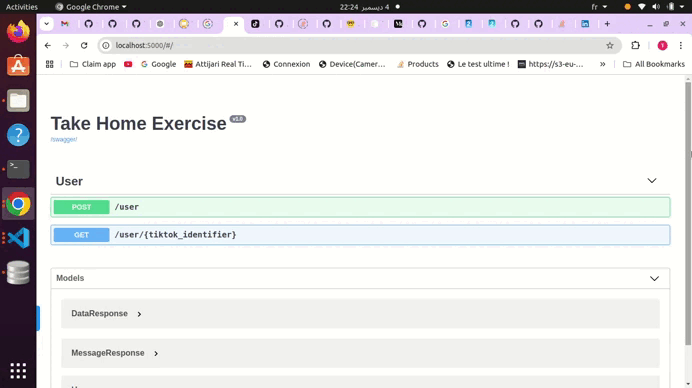 Activities
Google Chrome
22:24 4 ديسمبر
fr
localhost:5000/#/
Claim app
Google
Attijari Real Ti...
Connexion
Device(Camer...
Products
Le test ultime !
https://s3-eu-...
»
All Bookmarks
Take Home Exercise v1.0
/swagger/
User
POST /user
GET /user/{tiktok_identifier}
Models
DataResponse
MessageResponse